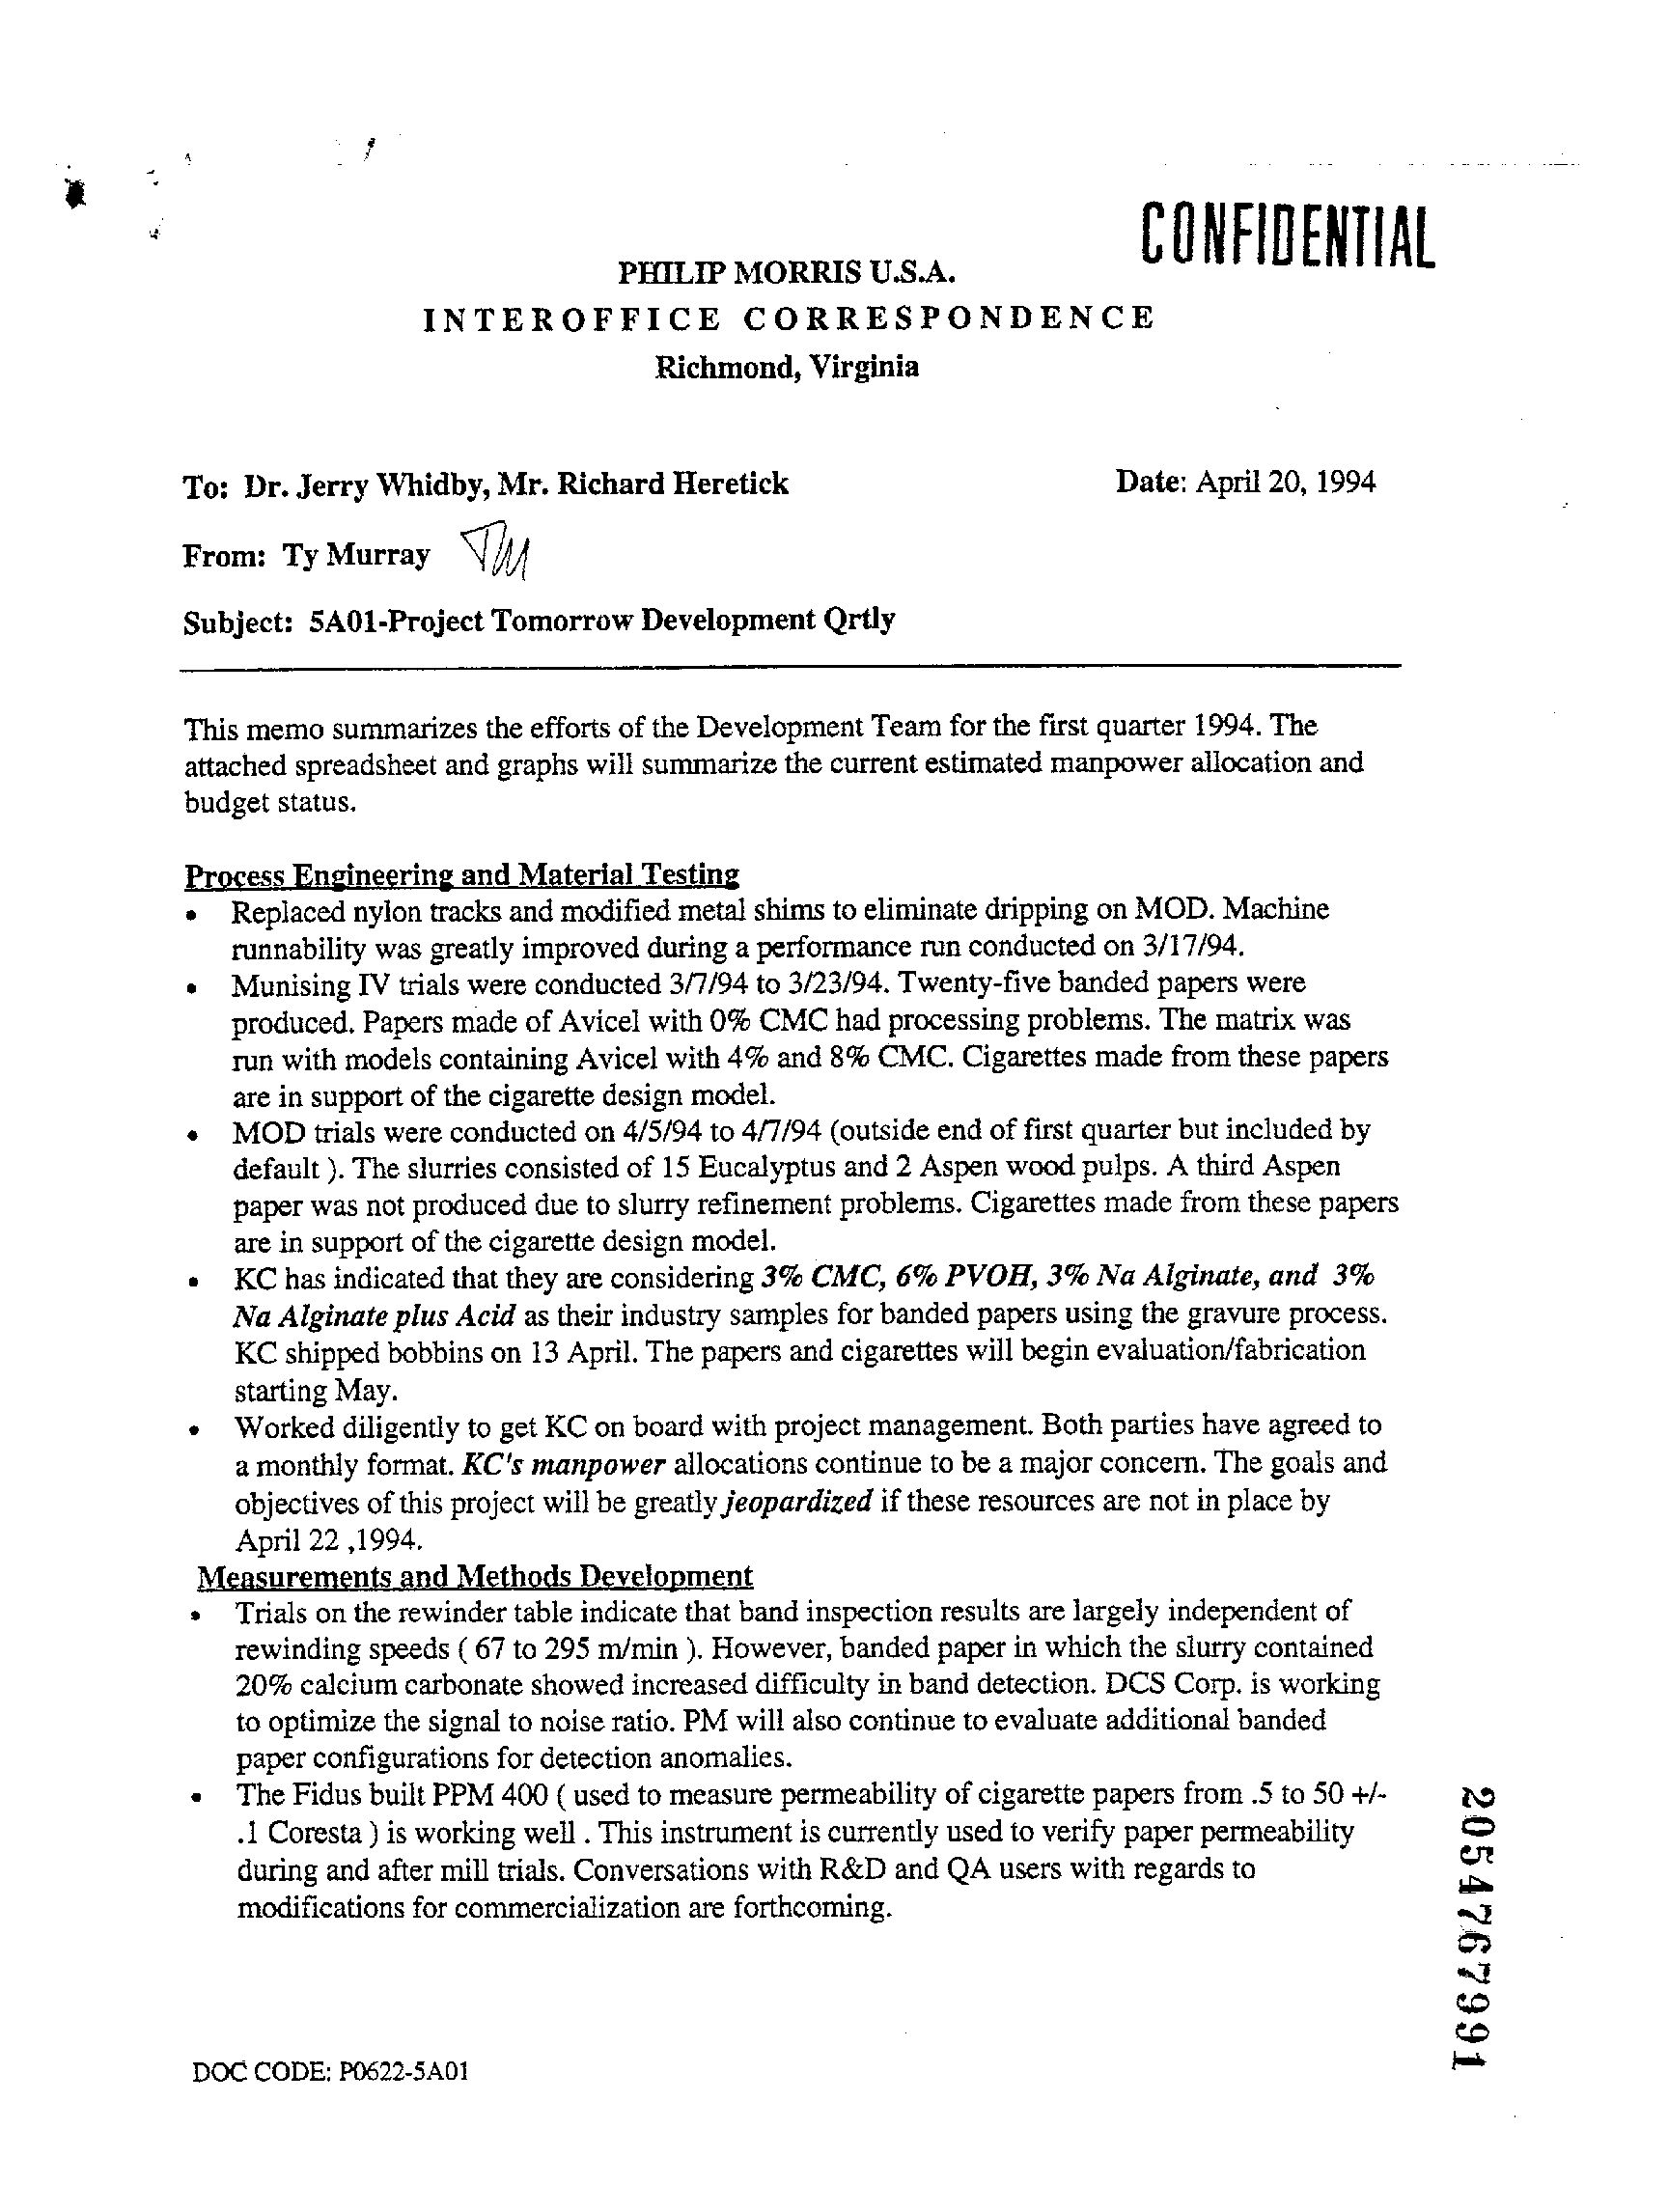 CONFIDENTIAL
PHILIP MORRIS U.S.A.
INTEROFFICE CORRESPONDENCE
Richmond, Virginia
To: Dr. Jerry Whidby, Mr. Richard Heretick Date: April 20, 1994
From: Ty Murray TM
Subject: 5A01-Project Tomorrow Development Qrtly
This memo summarizes the efforts of the Development Team for the first quarter 1994. The
attached spreadsheet and graphs will summarize the current estimated manpower allocation and
budget status.
Process Engineering and Material Testing
• Replaced nylon tracks and modified metal shims to eliminate dripping on MOD. Machine
runnability was greatly improved during a performance run conducted on 3/17/94.
• Munising IV trials were conducted 3/7/94 to 3/23/94. Twenty-five banded papers were
produced. Papers made of Avicel with 0% CMC had processing problems. The matrix was
run with models containing Avicel with 4% and 8% CMC. Cigarettes made from these papers
are in support of the cigarette design model.
• MOD trials were conducted on 4/5/94 to 4/7/94 (outside end of first quarter but included by
default ). The slurries consisted of 15 Eucalyptus and 2 Aspen wood pulps. A third Aspen
paper was not produced due to slurry refinement problems. Cigarettes made from these papers
are in support of the cigarette design model.
• KC has indicated that they are considering 3% CMC, 6% PVOH, 3% Na Alginate, and 3%
Na Alginate plus Acid as their industry samples for banded papers using the gravure process.
KC shipped bobbins on 13 April. The papers and cigarettes will begin evaluation/fabrication
starting May.
• Worked diligently to get KC on board with project management. Both parties have agreed to
a monthly format. KC's manpower allocations continue to be a major concern. The goals and
objectives of this project will be greatly jeopardized if these resources are not in place by
April 22 ,1994.
Measurements and Methods Development
• Trials on the rewinder table indicate that band inspection results are largely independent of
rewinding speeds ( 67 to 295 m/min ). However, banded paper in which the slurry contained
20% calcium carbonate showed increased difficulty in band detection. DCS Corp. is working
to optimize the signal to noise ratio. PM will also continue to evaluate additional banded
paper configurations for detection anomalies.
• The Fidus built PPM 400 ( used to measure permeability of cigarette papers from .5 to 50 +/-
.1 Coresta ) is working well . This instrument is currently used to verify paper permeability
during and after mill trials. Conversations with R&D and QA users with regards to
modifications for commercialization are forthcoming.
2054767991
DOC CODE: P0622-5A01